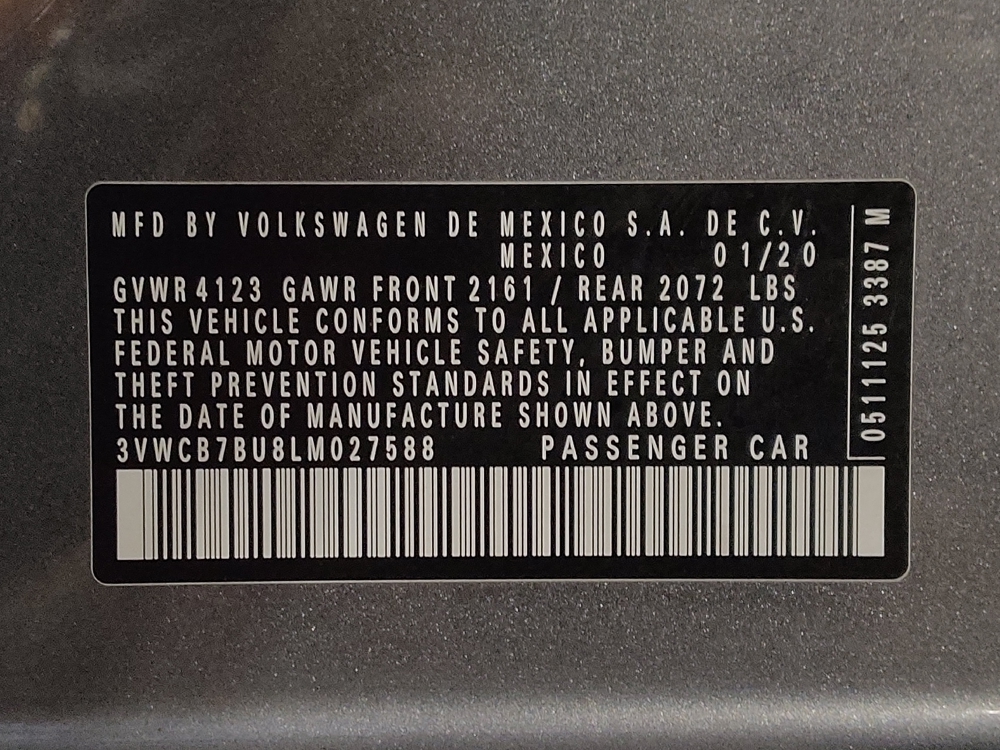 MFD BY VOLKSWAGEN DE MEXICO S.A. DE C.V.
MEXICO 01/20
GVWR 4123 GAWR FRONT 2161 / REAR 2072 LBS
THIS VEHICLE CONFORMS TO ALL APPLICABLE U.S.
FEDERAL MOTOR VEHICLE SAFETY, BUMPER AND
THEFT PREVENTION STANDARDS IN EFFECT ON
THE DATE OF MANUFACTURE SHOWN ABOVE.
3VWCB7BU8LM027588 PASSENGER CAR
0511125 3387 M